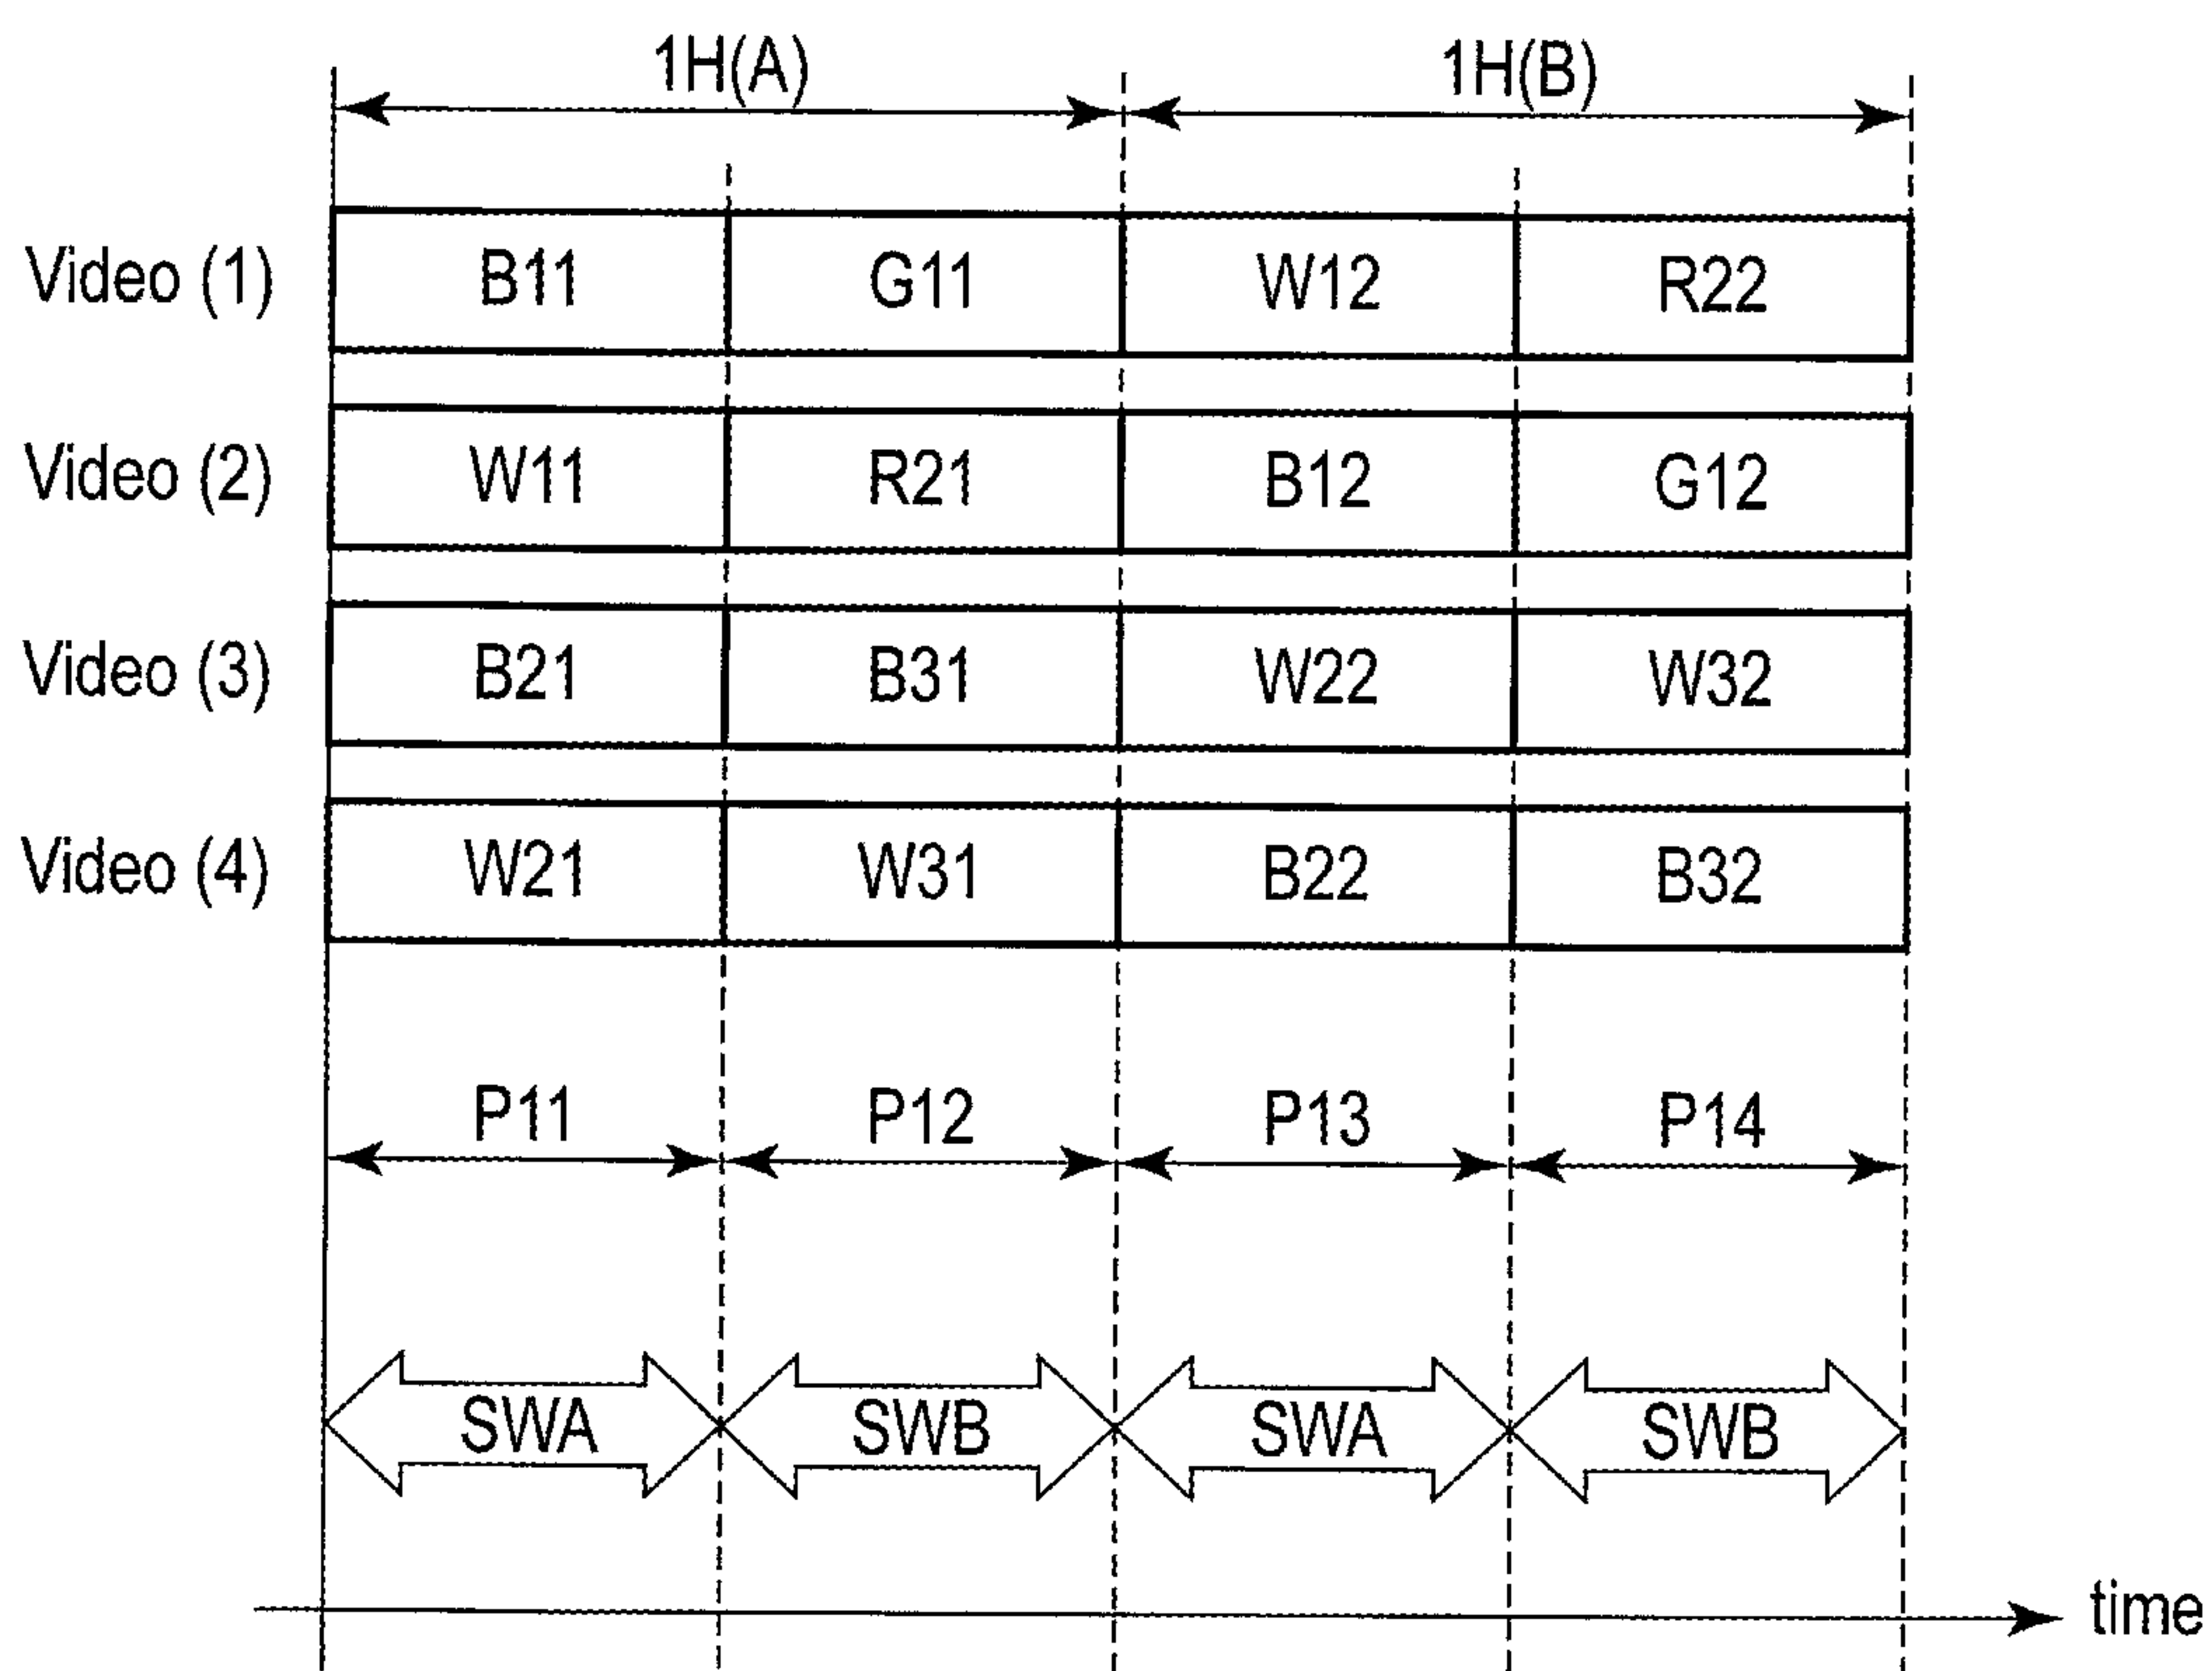 1H(A) 1H(B)
Video (1) B11 G11 W12 R22
Video (2) W11 R21 B12 G12
Video (3) B21 B31 W22 W32
Video (4) W21 W31 B22 B32
P11 P12 P13 P14
SWA SWB SWA SWB
time